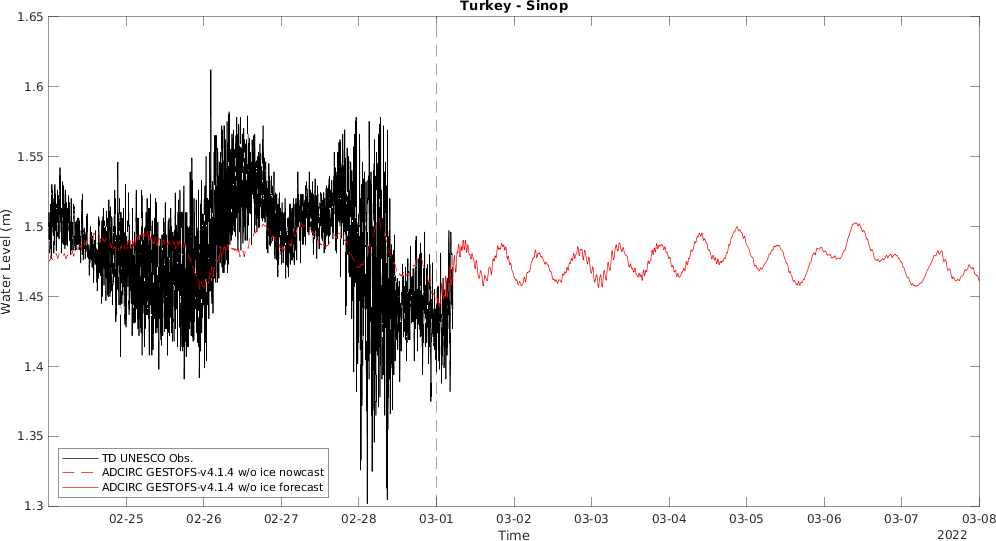 Turkey - Sinop
1.65
1.6
1.55
1.5
1.45
1.4
1.35
1.3
Water Level (m)
TD UNESCO Obs.
ADCIRC GESTOFS-v4.1.4 w/o ice nowcast
ADCIRC GESTOFS-v4.1.4 w/o ice forecast
02-25 02-26 02-27 02-28 03-01 03-02 03-03 03-04 03-05 03-06 03-07 03-08
Time
2022